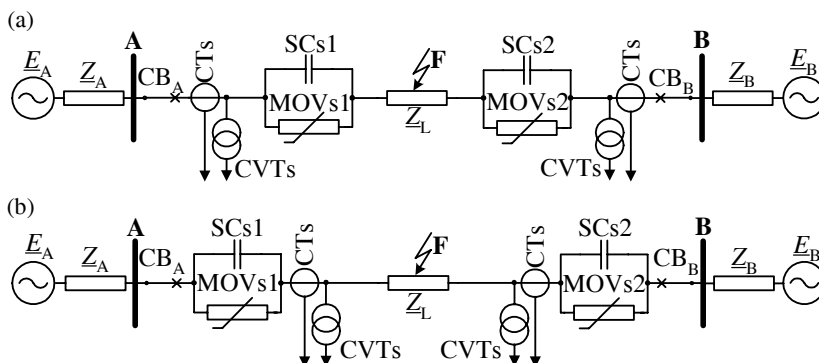 (a)
A
B
E_A
Z_A
CB_A
CTs
SCs1
MOVs1
CVTs
F
Z_L
SCs2
MOVs2
CVTs
CTs
CB_B
Z_B
E_B
(b)
A
B
E_A
Z_A
CB_A
SCs1
MOVs1
CTs
CVTs
F
Z_L
CTs
CVTs
SCs2
MOVs2
CB_B
Z_B
E_B